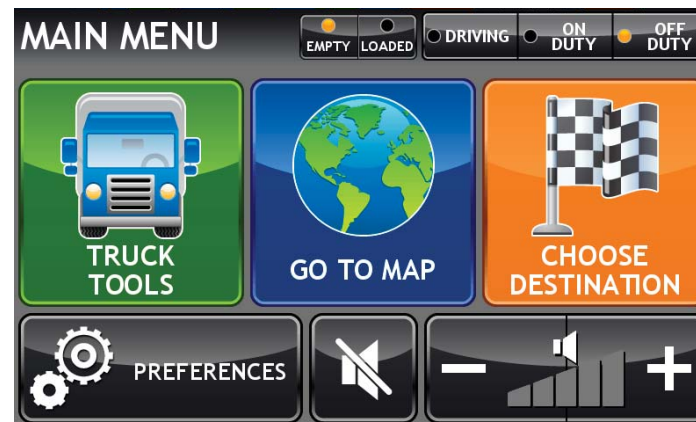 MAIN MENU
EMPTY
LOADED
DRIVING
ON
DUTY
OFF
DUTY
TRUCK
TOOLS
GO TO MAP
CHOOSE
DESTINATION
PREFERENCES